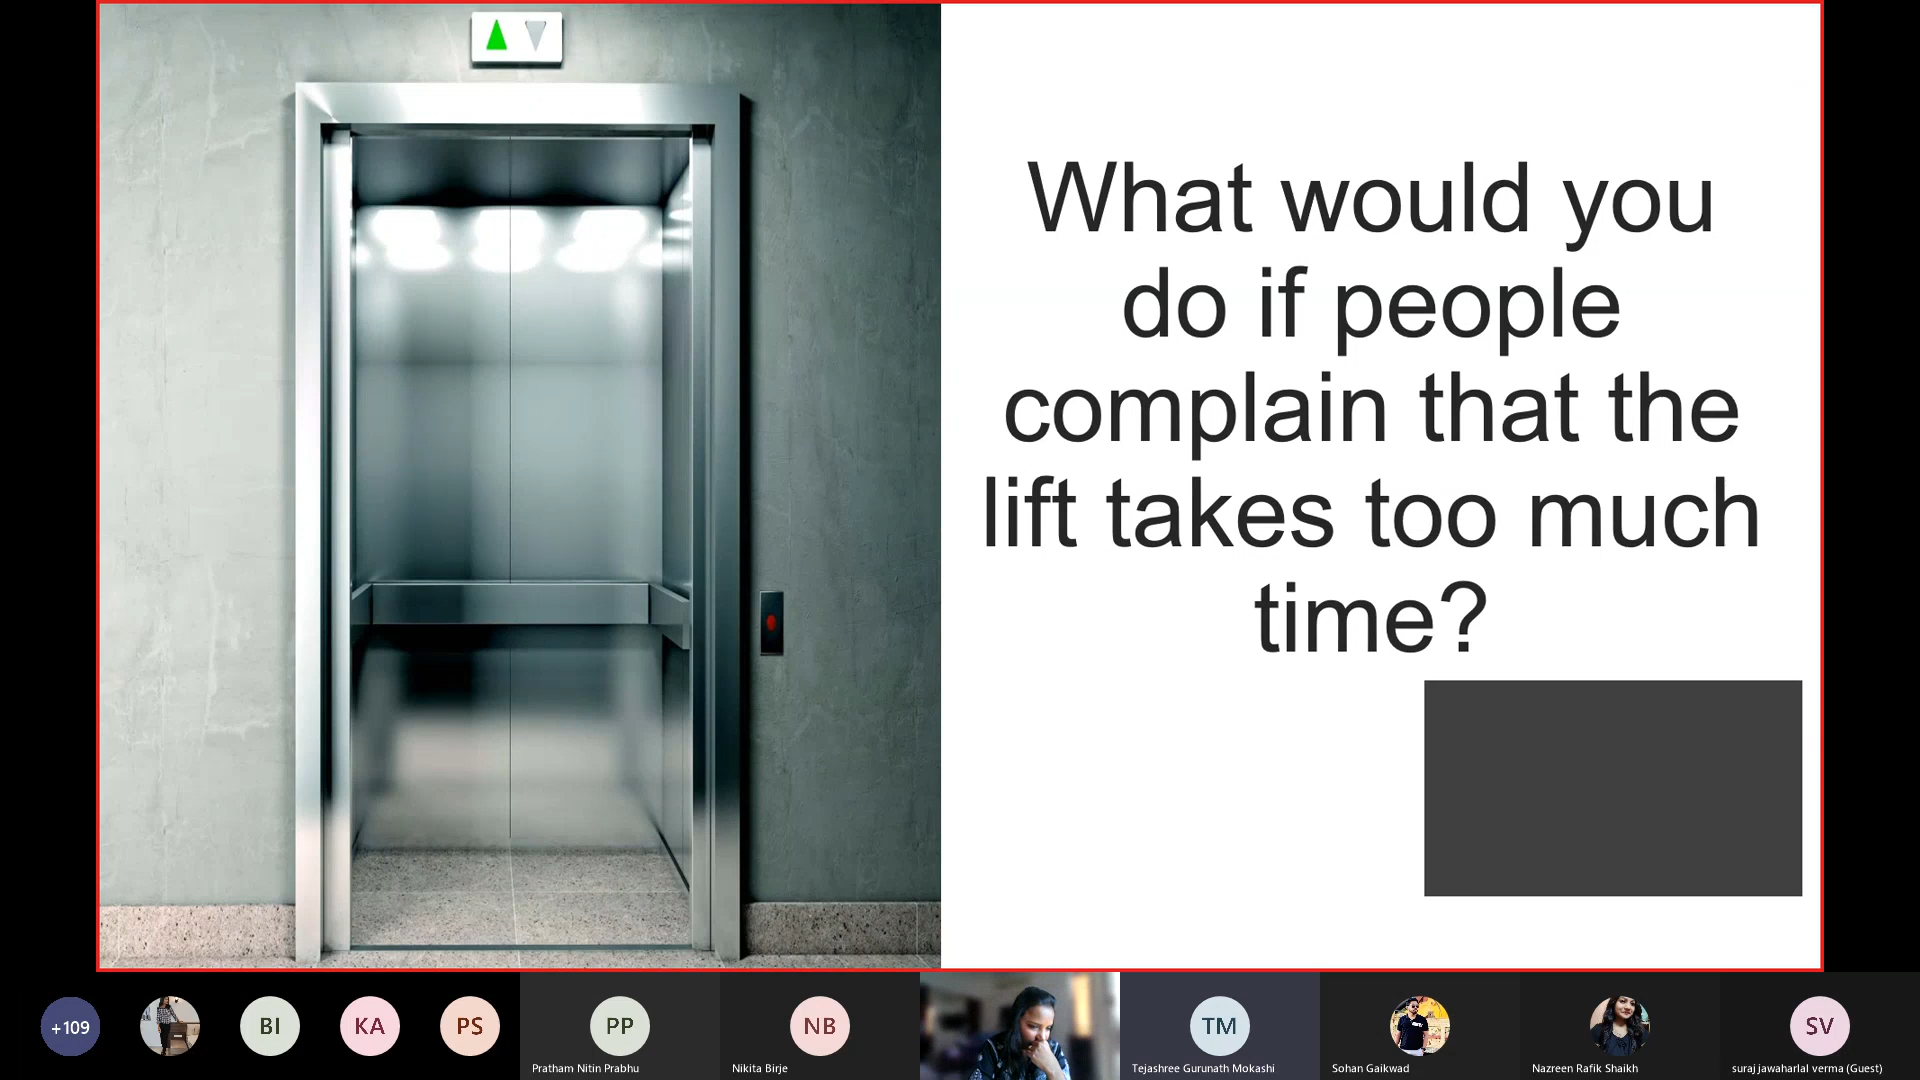 What would you
do if people
complain that the
lift takes too much
time?
+109
BI
KA
PS
PP
NB
TM
SV
Pratham Nitin Prabhu
Nikita Birje
Tejashree Gurunath Mokashi
Sohan Gaikwad
Nazreen Rafik Shaikh
suraj jawaharlal verma (Guest)